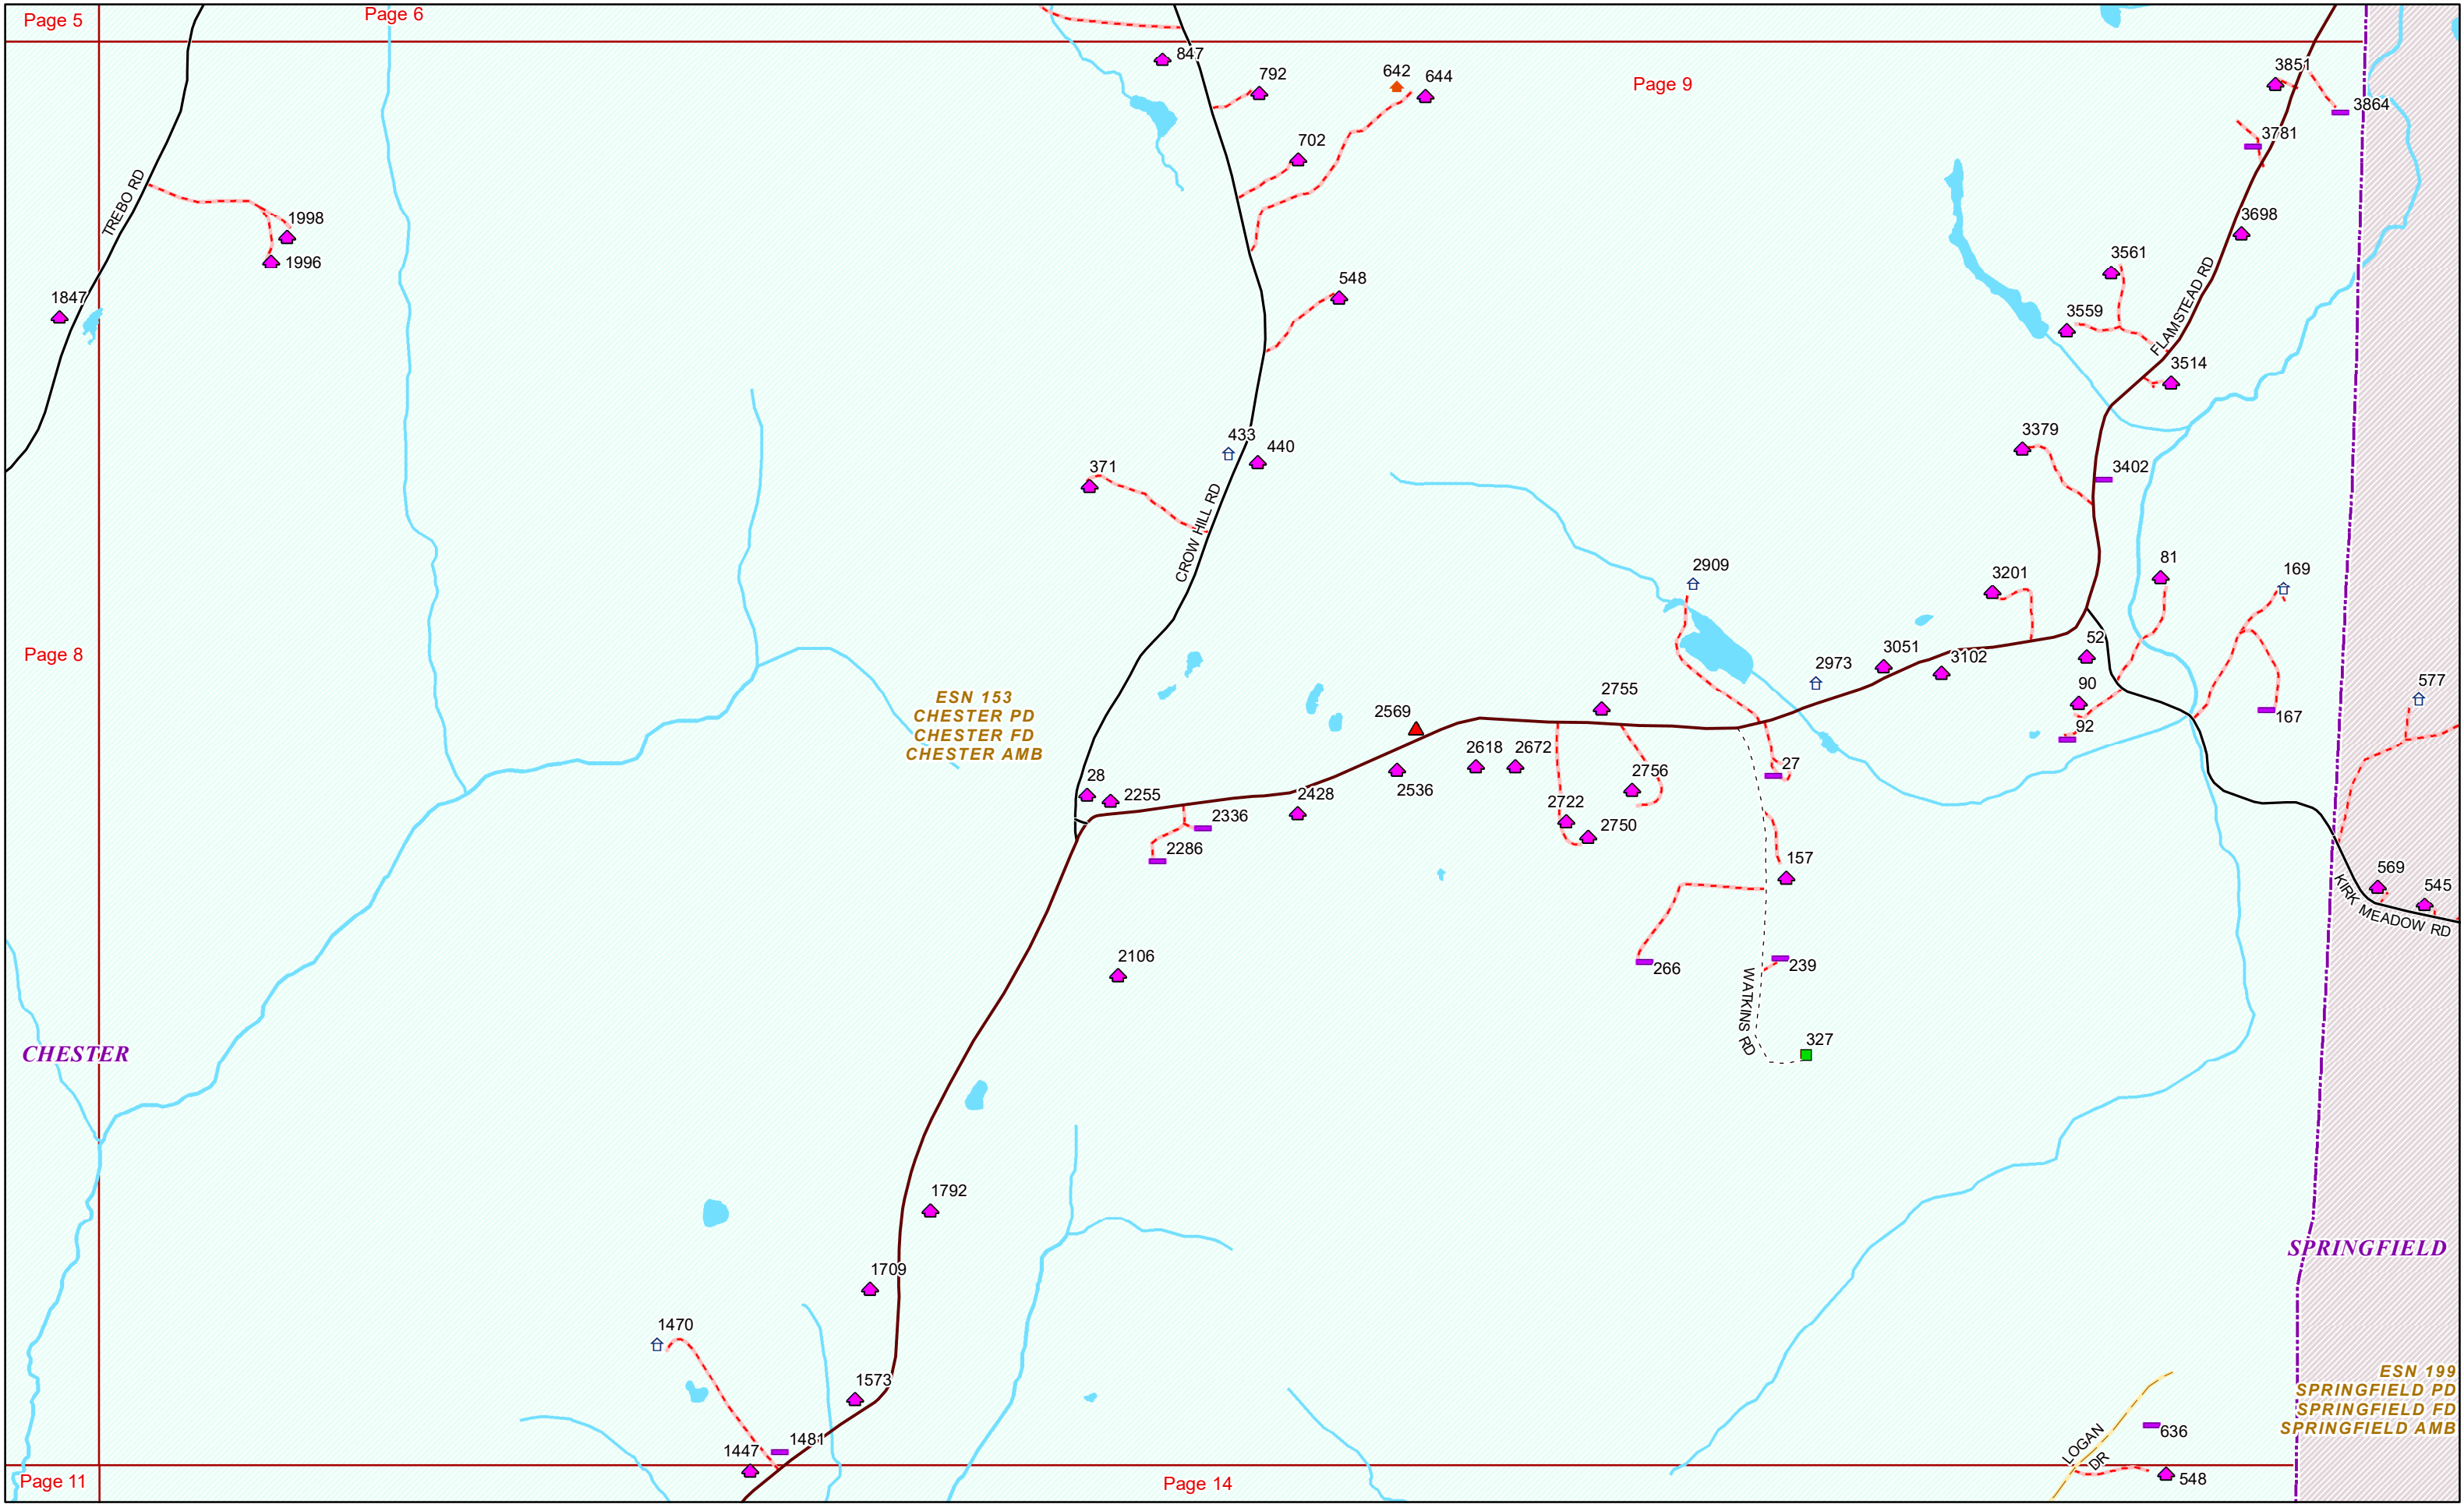 Page 5
Page 6
847
792
642
644
Page 9
3851
3864
3781
702
TREBO RD
1998
1996
1847
548
3698
3561
3559
FLAMSTEAD RD
3514
433
440
371
CROW HILL RD
3379
3402
2909
3201
81
169
Page 8
52
3051
3102
2973
577
90
167
92
ESN 153
CHESTER PD
CHESTER FD
CHESTER AMB
2755
2569
2618
2672
2536
2756
27
28
2255
2428
2336
2286
2722
2750
157
569
545
KIRK MEADOW RD
2106
266
239
WATKINS RD
327
CHESTER
1792
SPRINGFIELD
1709
1470
1573
ESN 199
SPRINGFIELD PD
SPRINGFIELD FD
SPRINGFIELD AMB
1481
1447
LOGAN DR
636
548
Page 11
Page 14